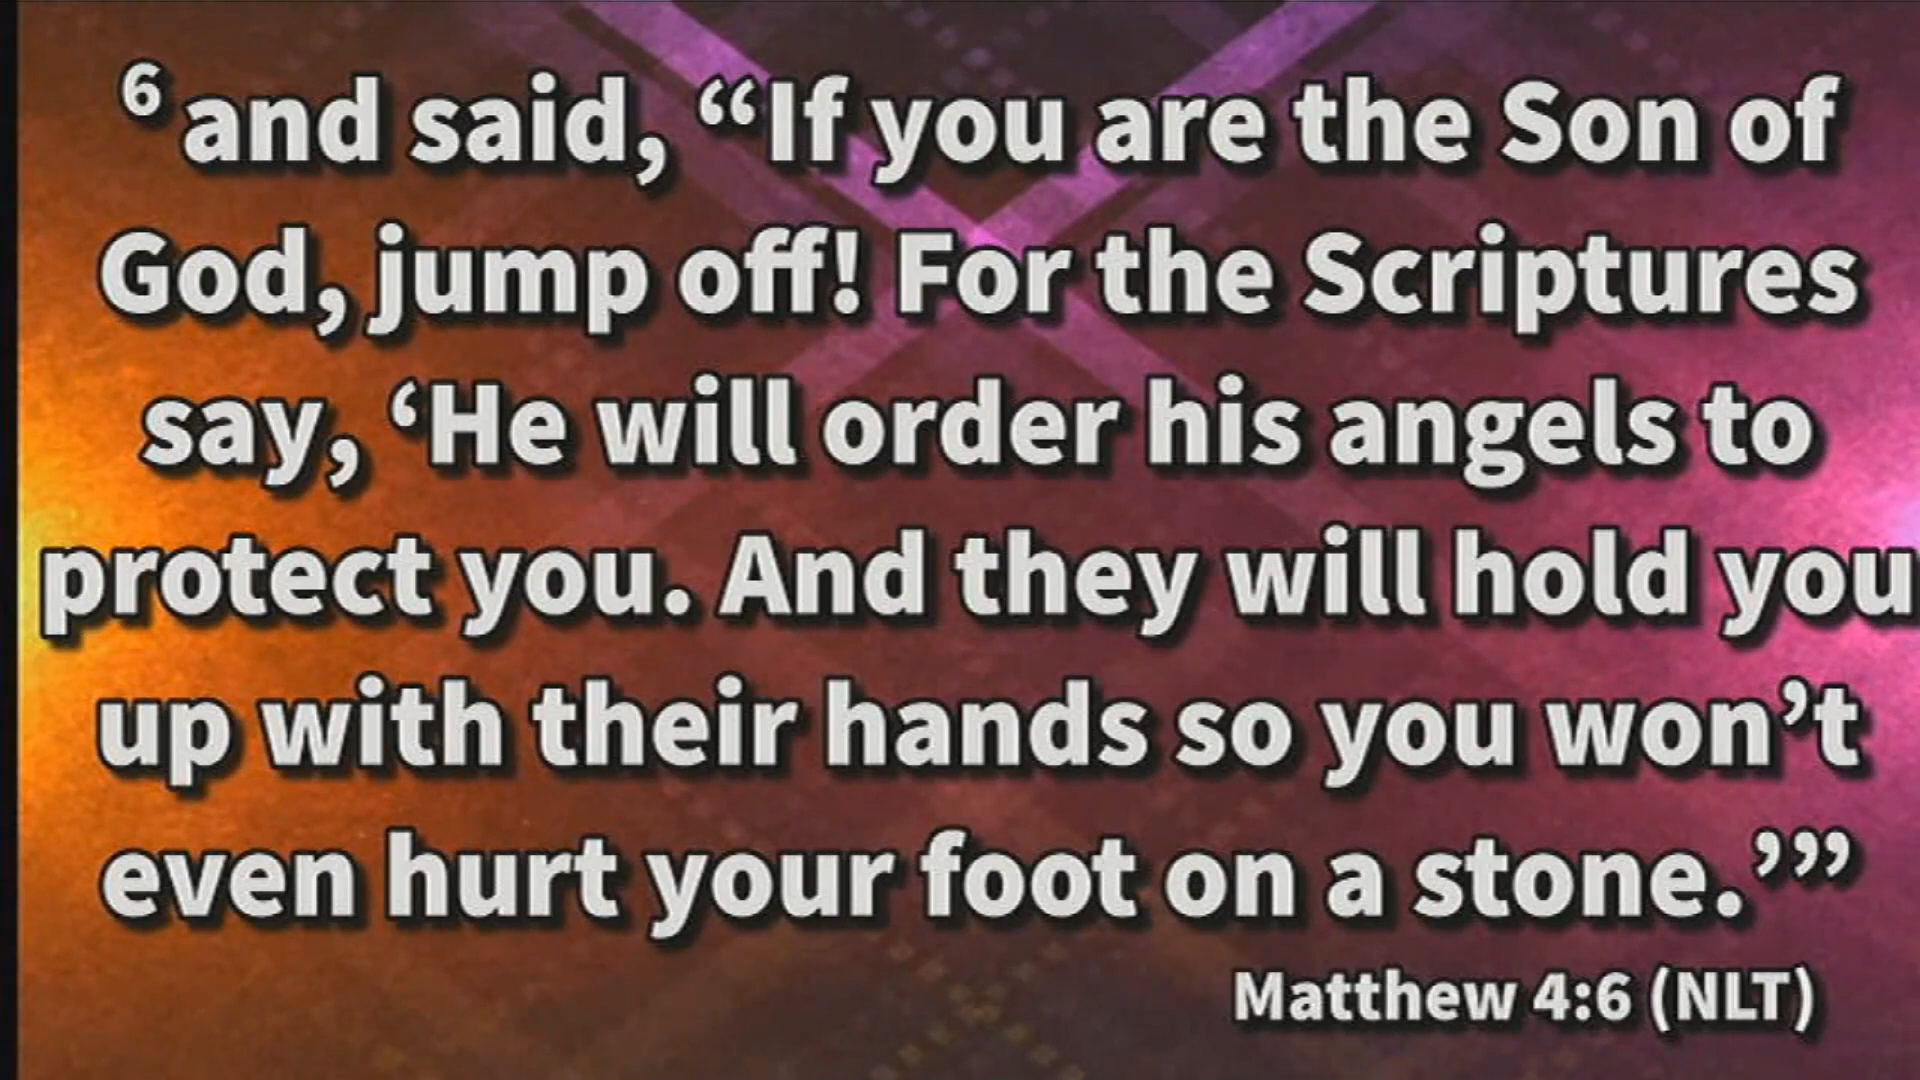 6 and said, “If you are the Son of
God, jump off! For the Scriptures
say, ‘He will order his angels to
protect you. And they will hold you
up with their hands so you won’t
even hurt your foot on a stone.’”
Matthew 4:6 (NLT)